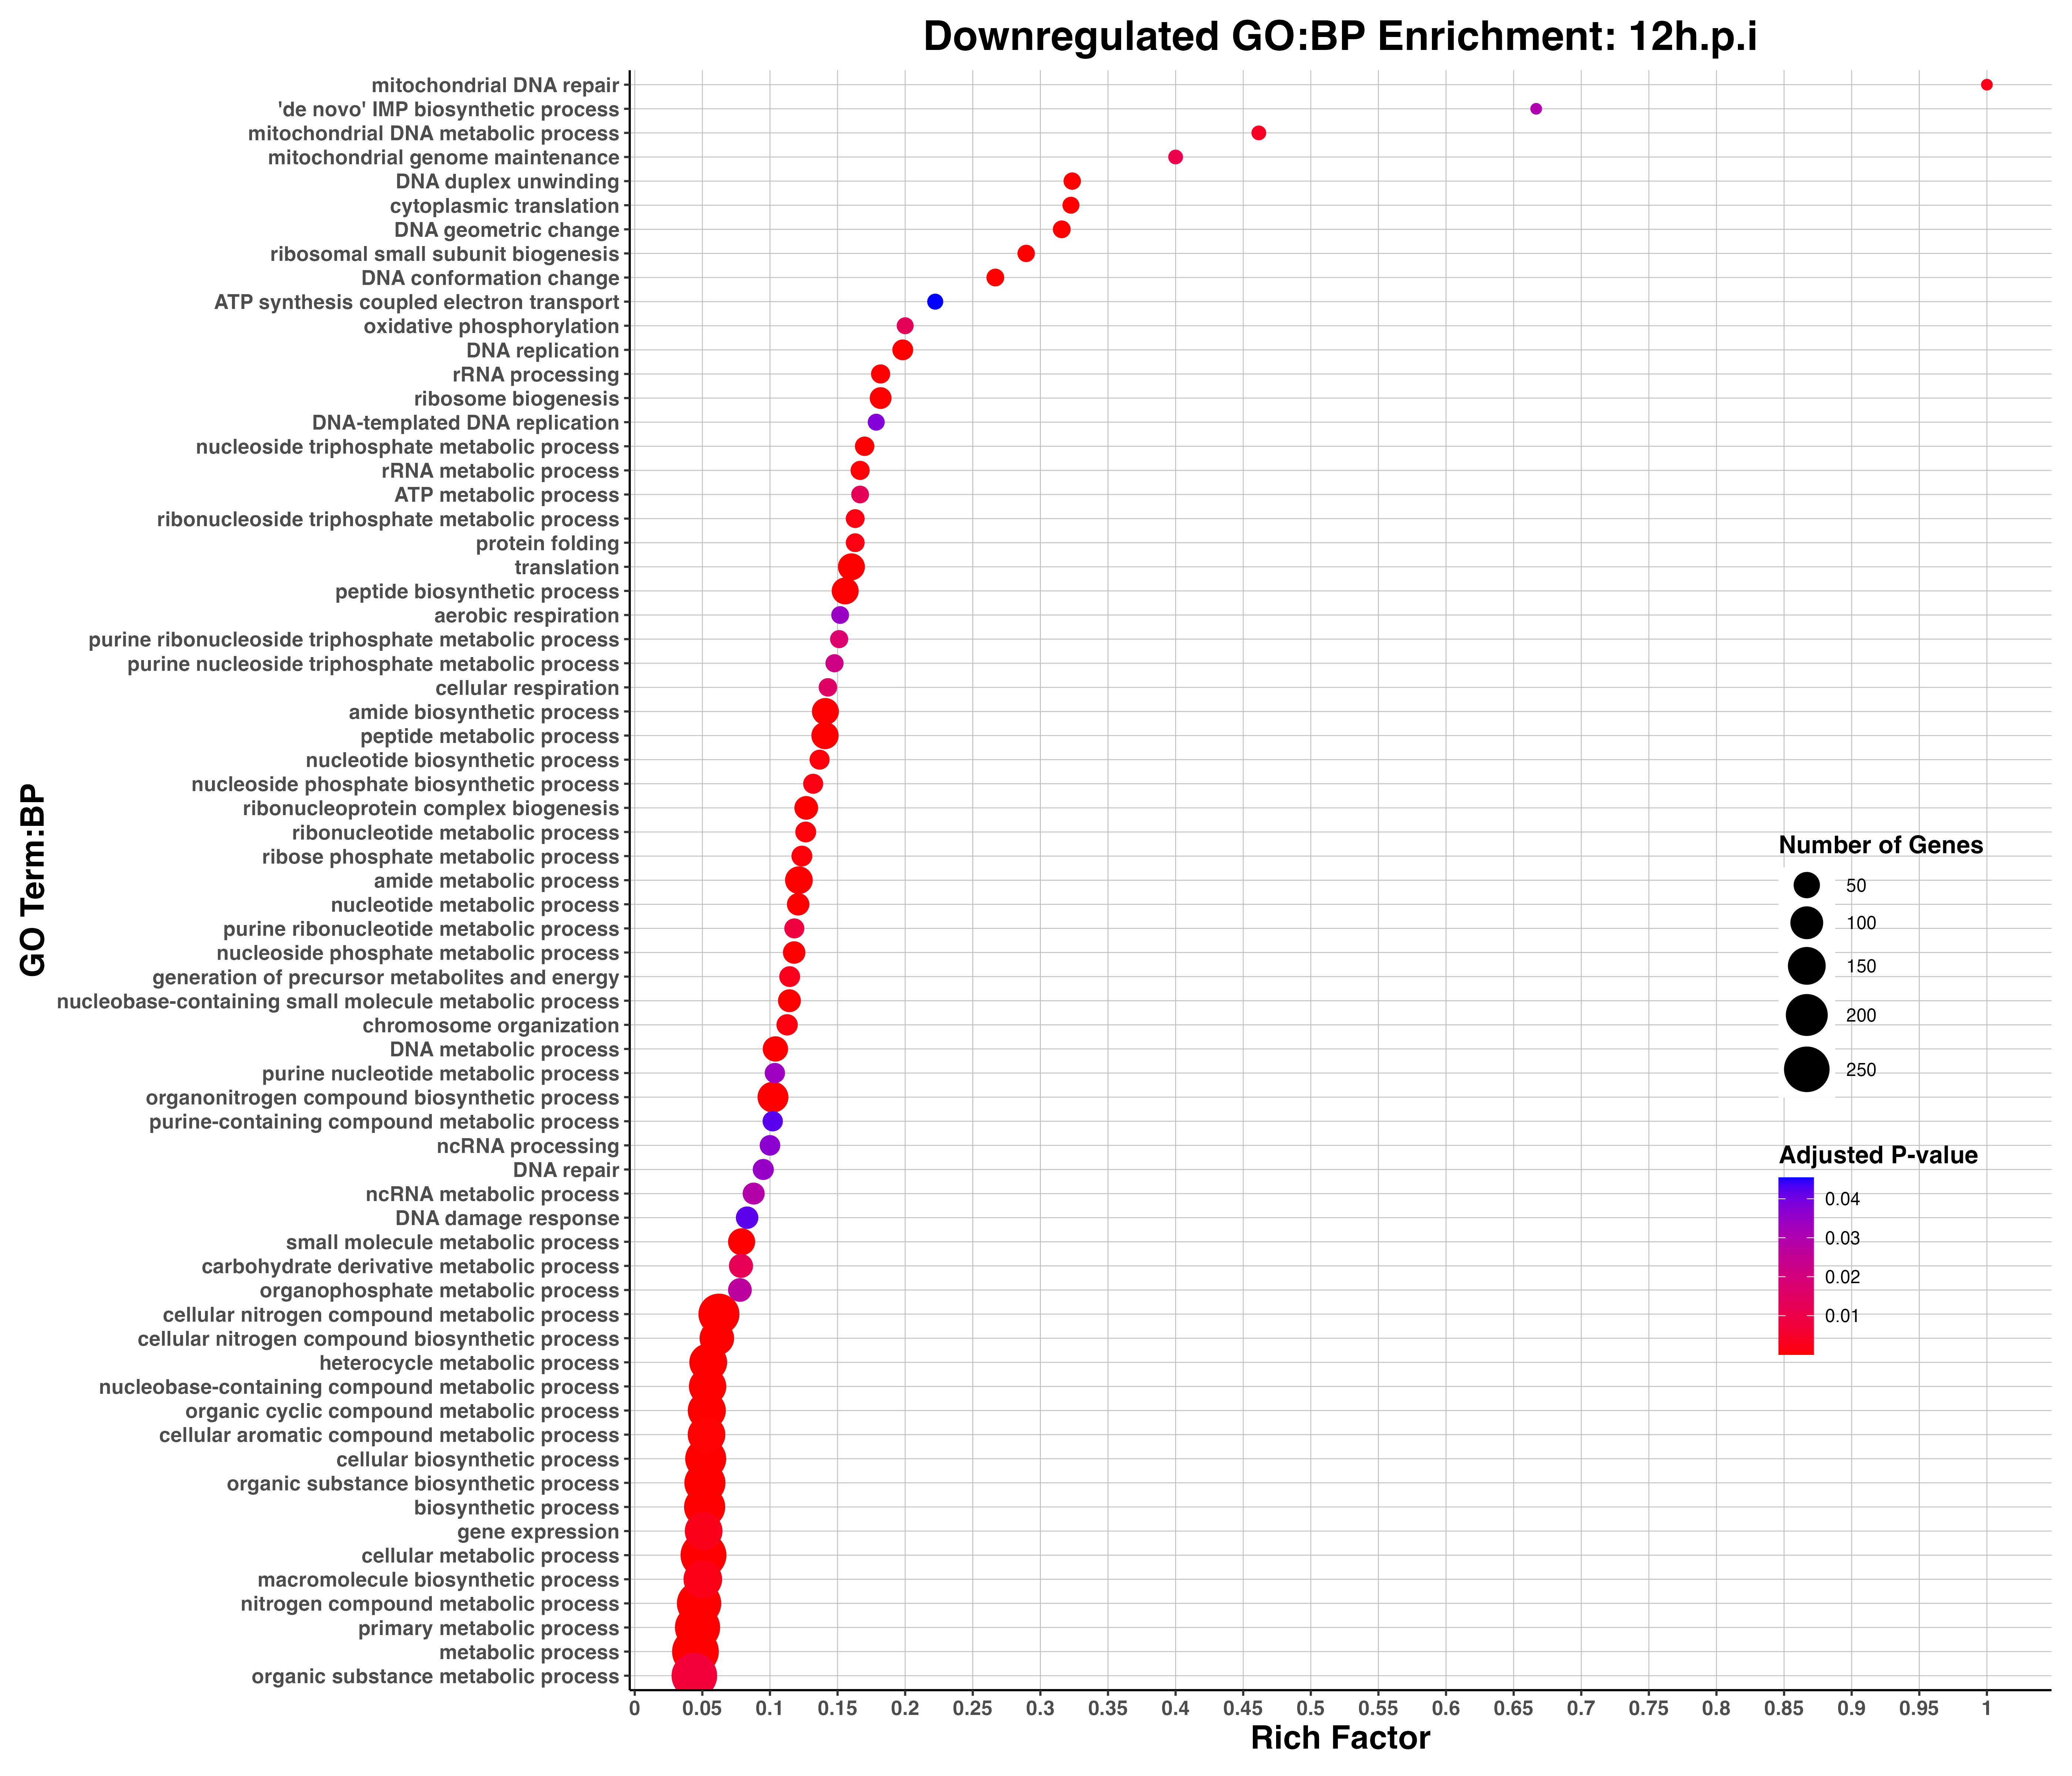 Downregulated GO:BP Enrichment: 12h.p.i
GO Term:BP
mitochondrial DNA repair
'de novo' IMP biosynthetic process
mitochondrial DNA metabolic process
mitochondrial genome maintenance
DNA duplex unwinding
cytoplasmic translation
DNA geometric change
ribosomal small subunit biogenesis
DNA conformation change
ATP synthesis coupled electron transport
oxidative phosphorylation
DNA replication
rRNA processing
ribosome biogenesis
DNA-templated DNA replication
nucleoside triphosphate metabolic process
rRNA metabolic process
ATP metabolic process
ribonucleoside triphosphate metabolic process
protein folding
translation
peptide biosynthetic process
aerobic respiration
purine ribonucleoside triphosphate metabolic process
purine nucleoside triphosphate metabolic process
cellular respiration
amide biosynthetic process
peptide metabolic process
nucleotide biosynthetic process
nucleoside phosphate biosynthetic process
ribonucleoprotein complex biogenesis
ribonucleotide metabolic process
ribose phosphate metabolic process
amide metabolic process
nucleotide metabolic process
purine ribonucleotide metabolic process
nucleoside phosphate metabolic process
generation of precursor metabolites and energy
nucleobase-containing small molecule metabolic process
chromosome organization
DNA metabolic process
purine nucleotide metabolic process
organonitrogen compound biosynthetic process
purine-containing compound metabolic process
ncRNA processing
DNA repair
ncRNA metabolic process
DNA damage response
small molecule metabolic process
carbohydrate derivative metabolic process
organophosphate metabolic process
cellular nitrogen compound metabolic process
cellular nitrogen compound biosynthetic process
heterocycle metabolic process
nucleobase-containing compound metabolic process
organic cyclic compound metabolic process
cellular aromatic compound metabolic process
cellular biosynthetic process
organic substance biosynthetic process
biosynthetic process
gene expression
cellular metabolic process
macromolecule biosynthetic process
nitrogen compound metabolic process
primary metabolic process
metabolic process
organic substance metabolic process
0 0.05 0.1 0.15 0.2 0.25 0.3 0.35 0.4 0.45 0.5 0.55 0.6 0.65 0.7 0.75 0.8 0.85 0.9 0.95 1
Rich Factor
Number of Genes
50
100
150
200
250
Adjusted P-value
0.04
0.03
0.02
0.01